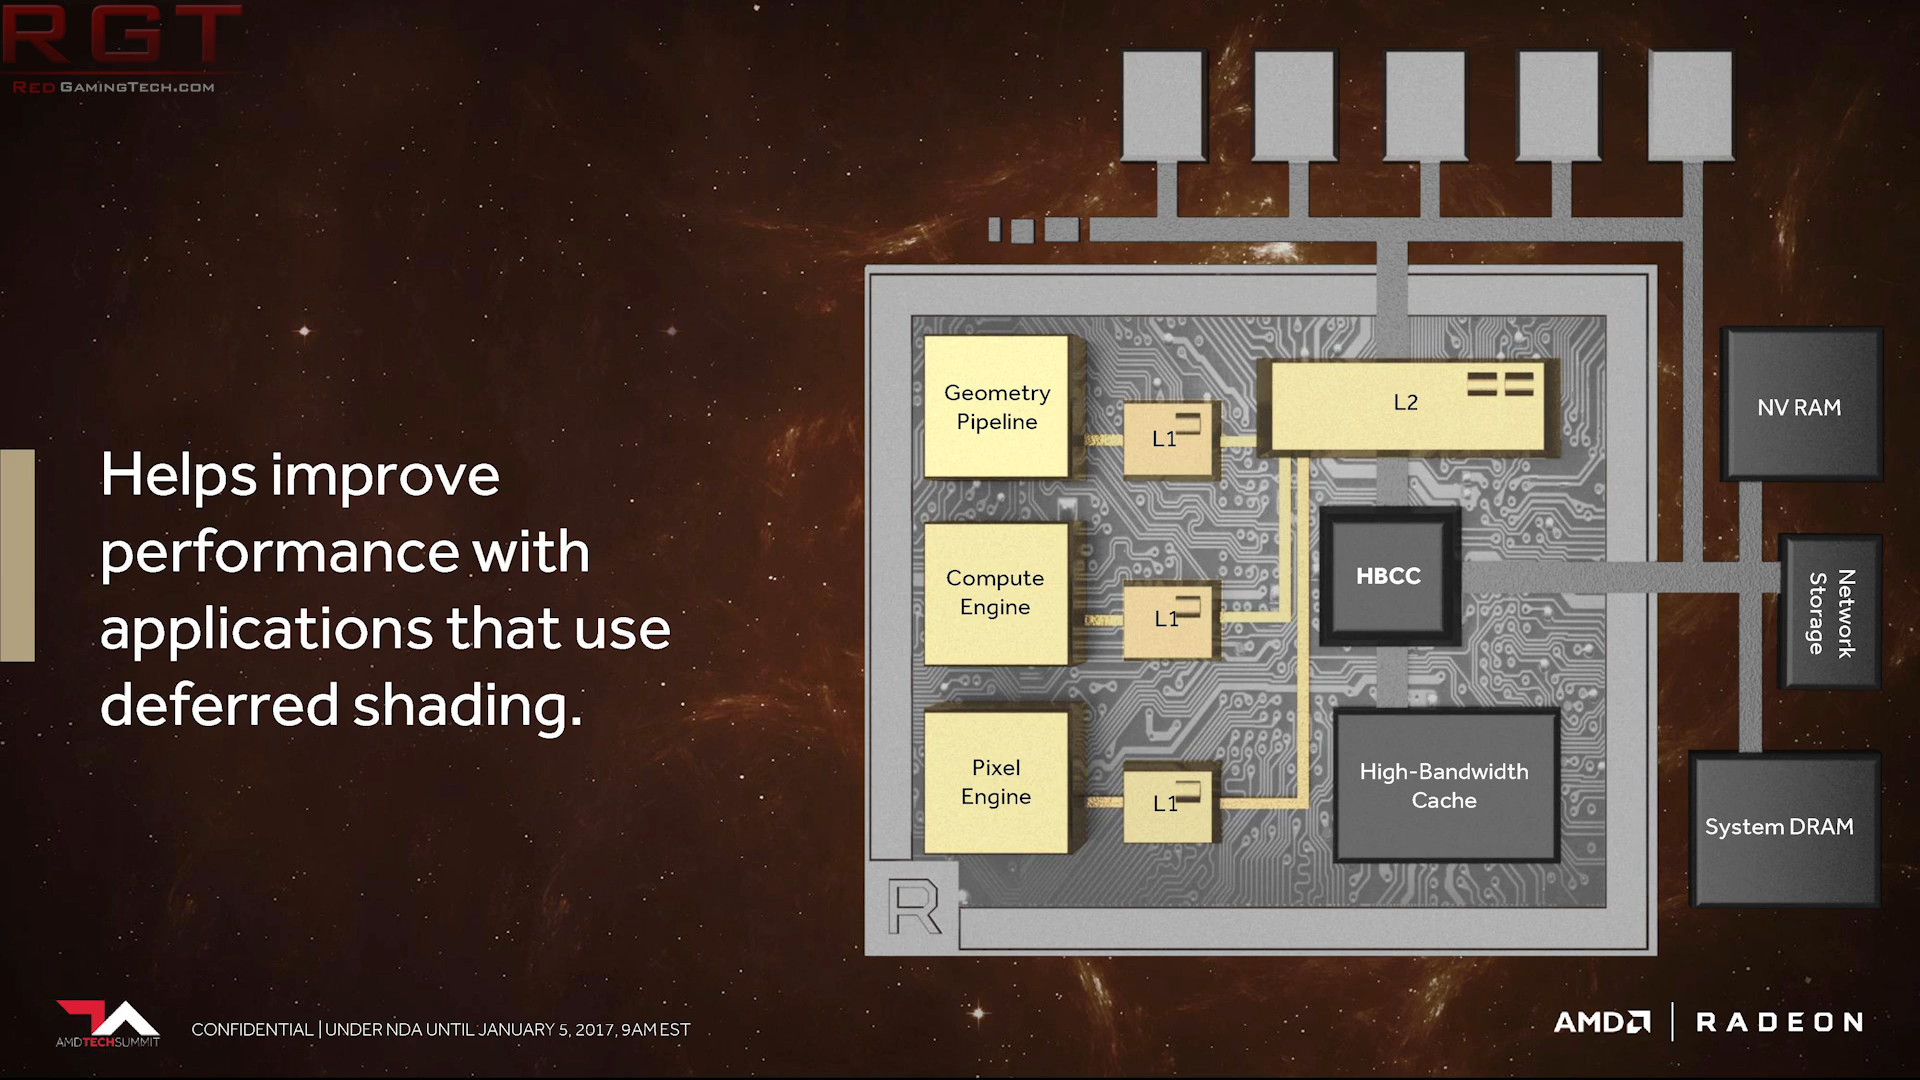 RGT
RED GAMINGTECH.COM
Helps improve
performance with
applications that use
deferred shading.
Geometry
Pipeline
L1
L2
Compute
Engine
L1
HBCC
Pixel
Engine
L1
High-Bandwidth
Cache
NV RAM
Network
Storage
System DRAM
R
AMDTECHSUMMIT
CONFIDENTIAL | UNDER NDA UNTIL JANUARY 5, 2017, 9AM EST
AMD | RADEON